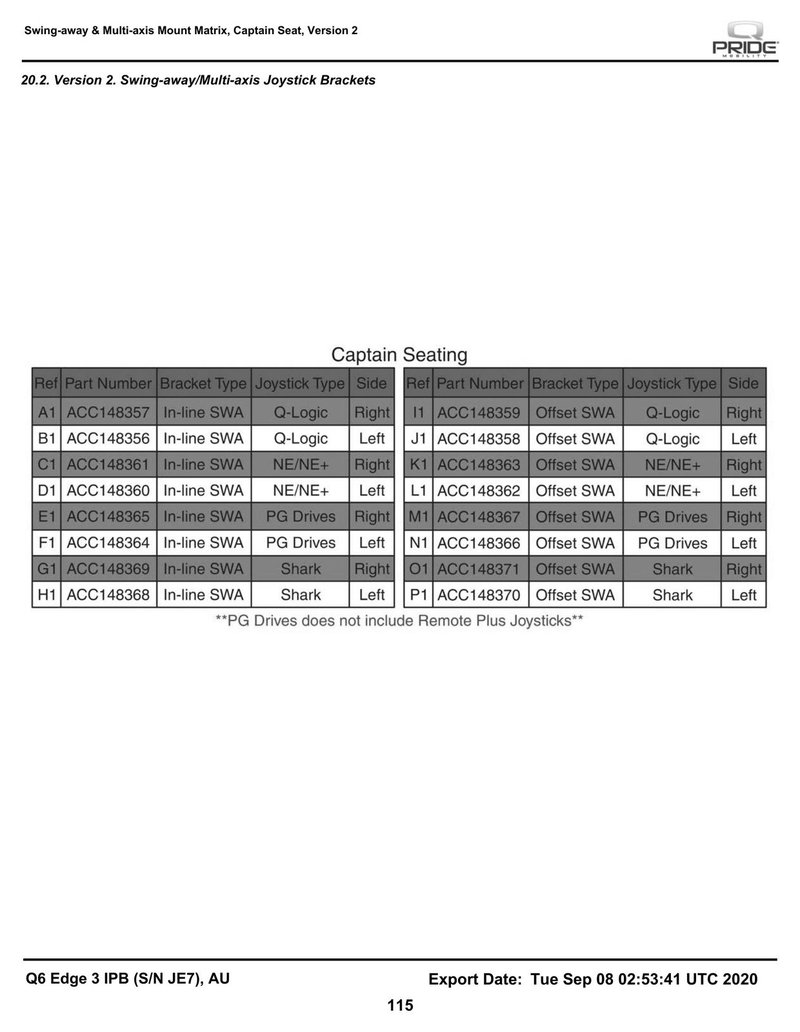 Swing-away & Multi-axis Mount Matrix, Captain Seat, Version 2
Q
PRIDE
MOBILITY
20.2. Version 2. Swing-away/Multi-axis Joystick Brackets
Captain Seating
Ref Part Number Bracket Type Joystick Type Side Ref Part Number Bracket Type Joystick Type Side
A1 ACC148357 In-line SWA Q-Logic Right I1 ACC148359 Offset SWA Q-Logic Right
B1 ACC148356 In-line SWA Q-Logic Left J1 ACC148358 Offset SWA Q-Logic Left
C1 ACC148361 In-line SWA NE/NE+ Right K1 ACC148363 Offset SWA NE/NE+ Right
D1 ACC148360 In-line SWA NE/NE+ Left L1 ACC148362 Offset SWA NE/NE+ Left
E1 ACC148365 In-line SWA PG Drives Right M1 ACC148367 Offset SWA PG Drives Right
F1 ACC148364 In-line SWA PG Drives Left N1 ACC148366 Offset SWA PG Drives Left
G1 ACC148369 In-line SWA Shark Right O1 ACC148371 Offset SWA Shark Right
H1 ACC148368 In-line SWA Shark Left P1 ACC148370 Offset SWA Shark Left
**PG Drives does not include Remote Plus Joysticks**
Q6 Edge 3 IPB (S/N JE7), AU
Export Date: Tue Sep 08 02:53:41 UTC 2020
115